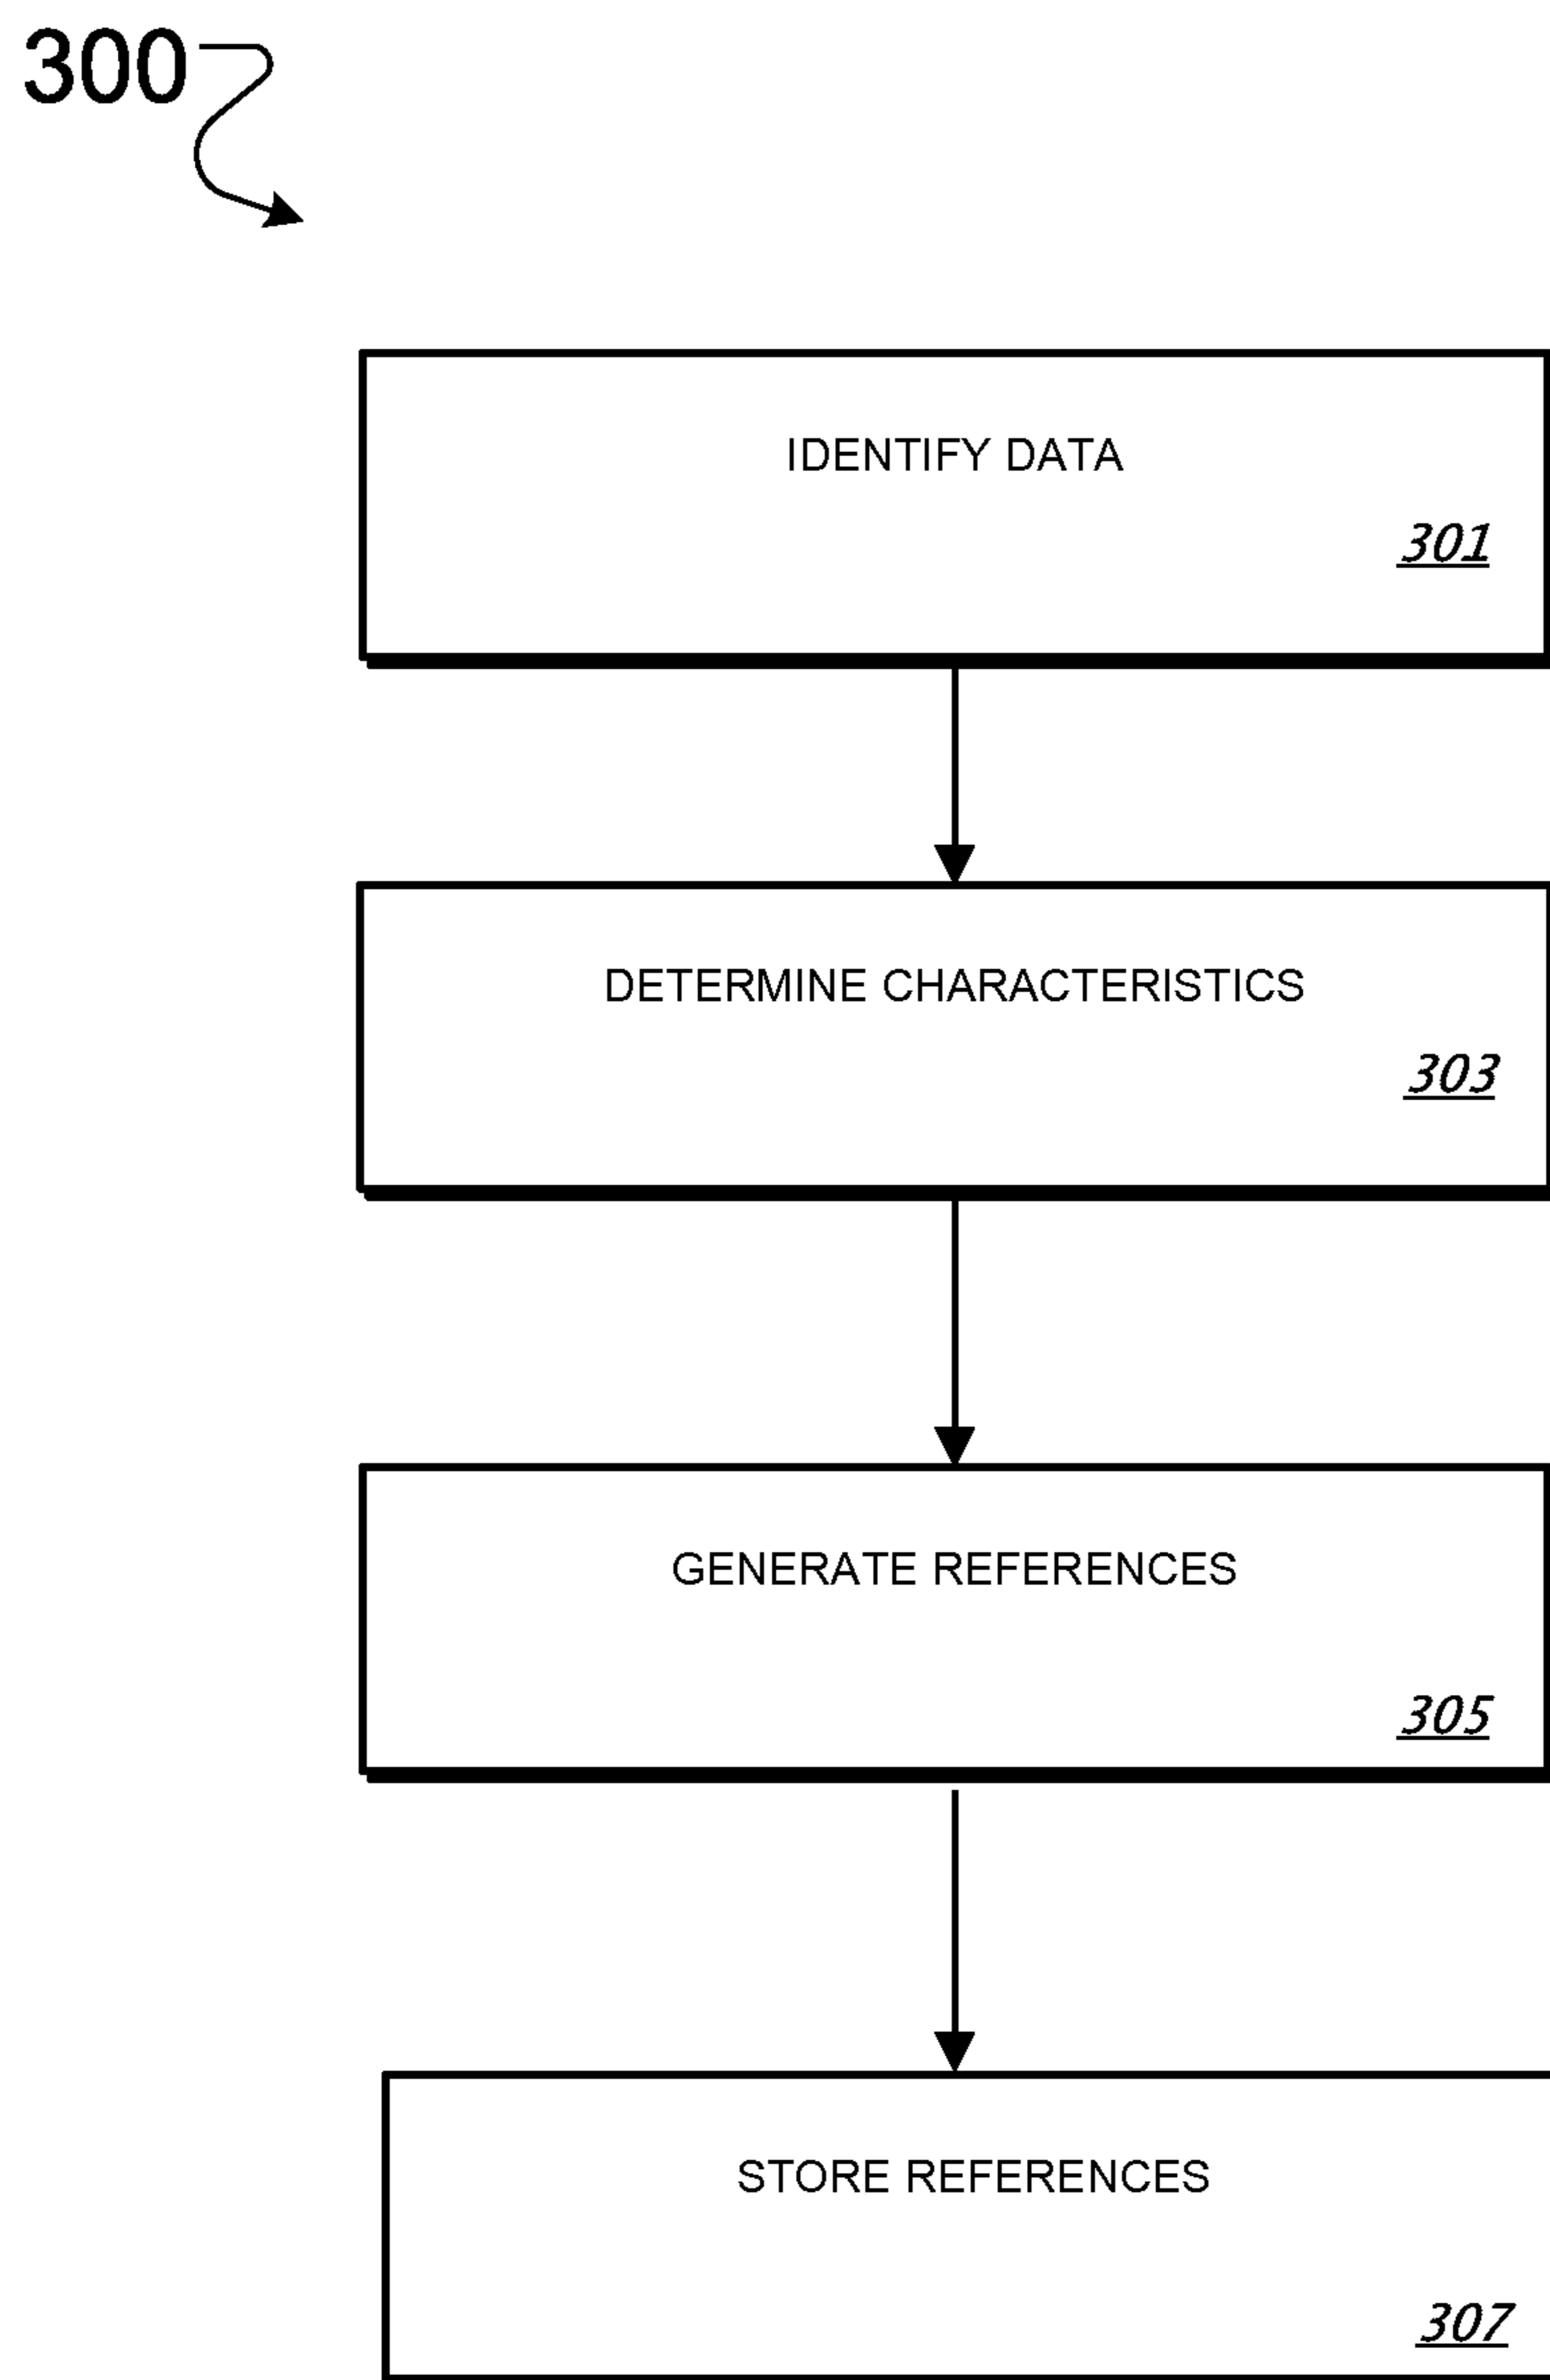 300
IDENTIFY DATA
301
DETERMINE CHARACTERISTICS
303
GENERATE REFERENCES
305
STORE REFERENCES
307